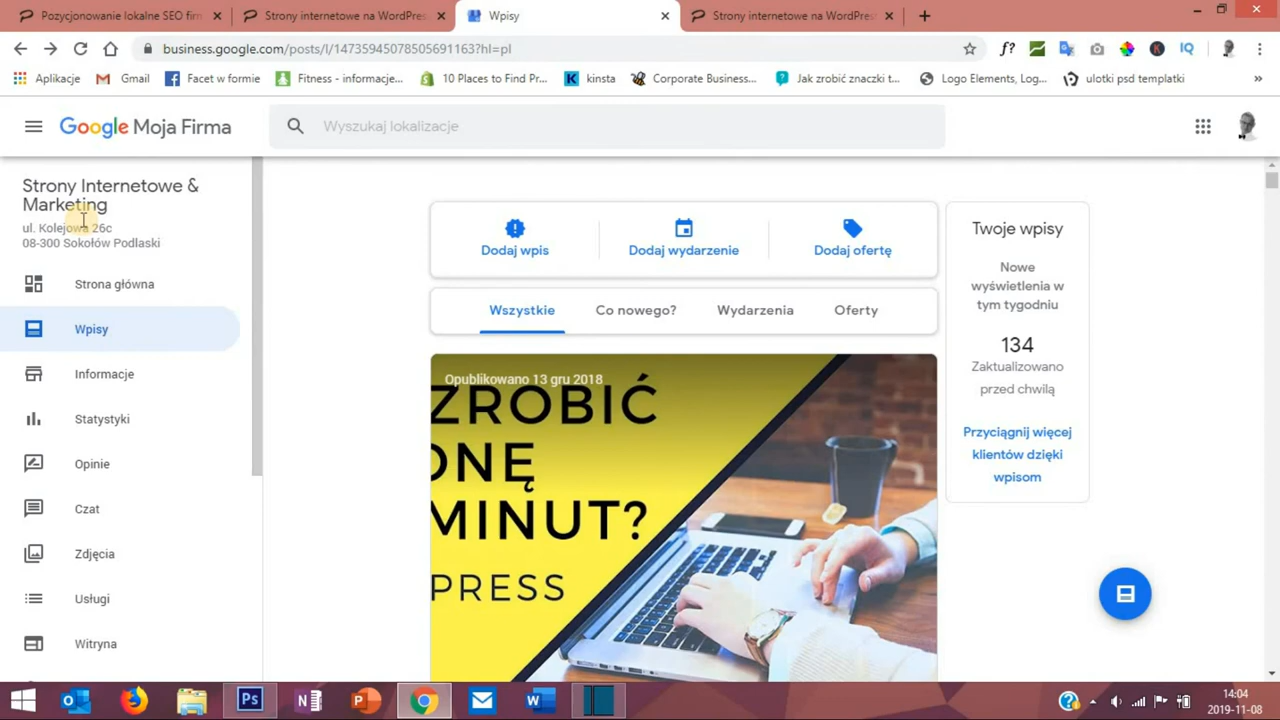 Pozycjonowanie lokalne SEO firm
Strony internetowe na WordPress
Wpisy
Strony internetowe na WordPress
business.google.com/posts/l/14735945078505691163?hl=pl
f?
IQ
Aplikacje
Gmail
Facet w formie
Fitness - informacje...
10 Places to Find Pr...
kinsta
Corporate Business...
Jak zrobić znaczki t...
Logo Elements, Log...
ulotki psd templatki
»
Google Moja Firma
Wyszukaj lokalizacje
Strony Internetowe &
Marketing
ul. Kolejowa 26c
08-300 Sokołów Podlaski
Strona główna
Wpisy
Informacje
Statystyki
Opinie
Czat
Zdjęcia
Usługi
Witryna
Dodaj wpis
Dodaj wydarzenie
Dodaj ofertę
Wszystkie
Co nowego?
Wydarzenia
Oferty
Opublikowano 13 gru 2018
ZROBIĆ
ONĘ
MINUT?
PRESS
Twoje wpisy
Nowe
wyświetlenia w
tym tygodniu
134
Zaktualizowano
przed chwilą
Przyciągnij więcej
klientów dzięki
wpisom
14:04
2019-11-08